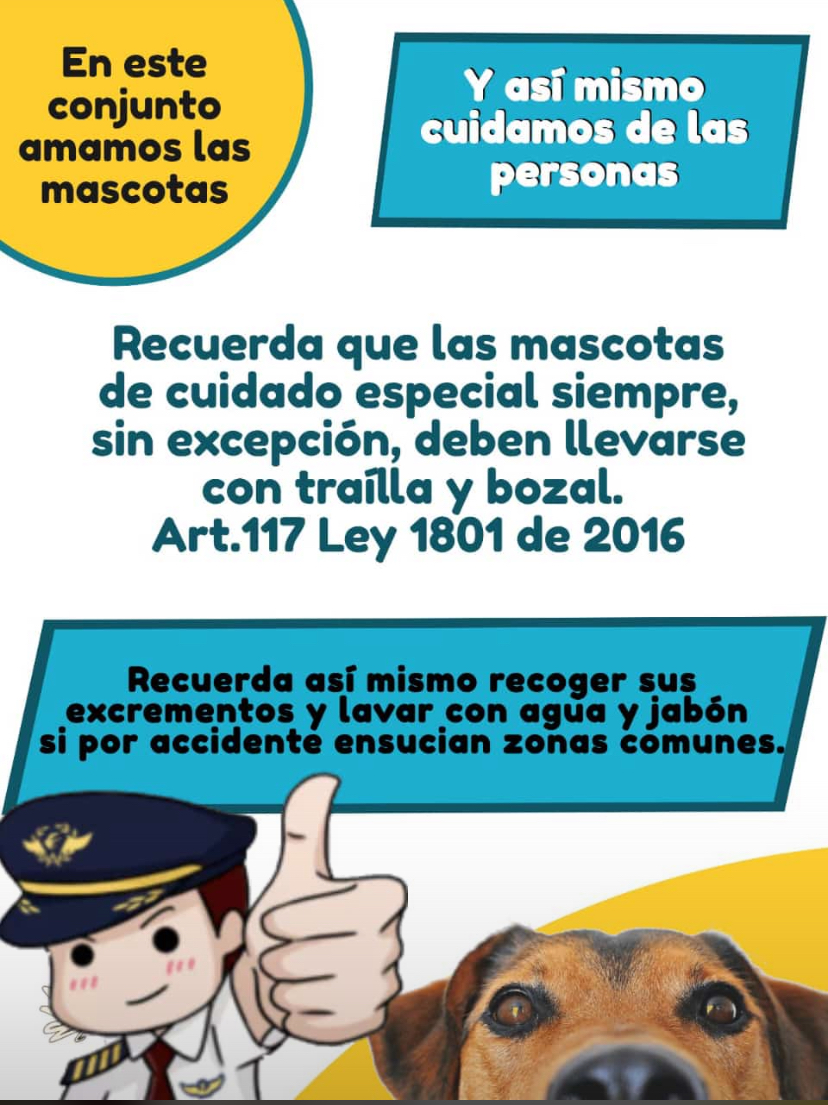 En este
conjunto
amamos las
mascotas
Y así mismo
cuidamos de las
personas
Recuerda que las mascotas
de cuidado especial siempre,
sin excepción, deben llevarse
con traílla y bozal.
Art.117 Ley 1801 de 2016
Recuerda así mismo recoger sus
excrementos y lavar con agua y jabón
si por accidente ensucian zonas comunes.